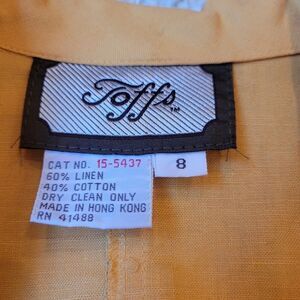 Toffs
CAT NO. 15-5437
8
60% LINEN
40% COTTON
DRY CLEAN ONLY
MADE IN HONG KONG
RN 41488